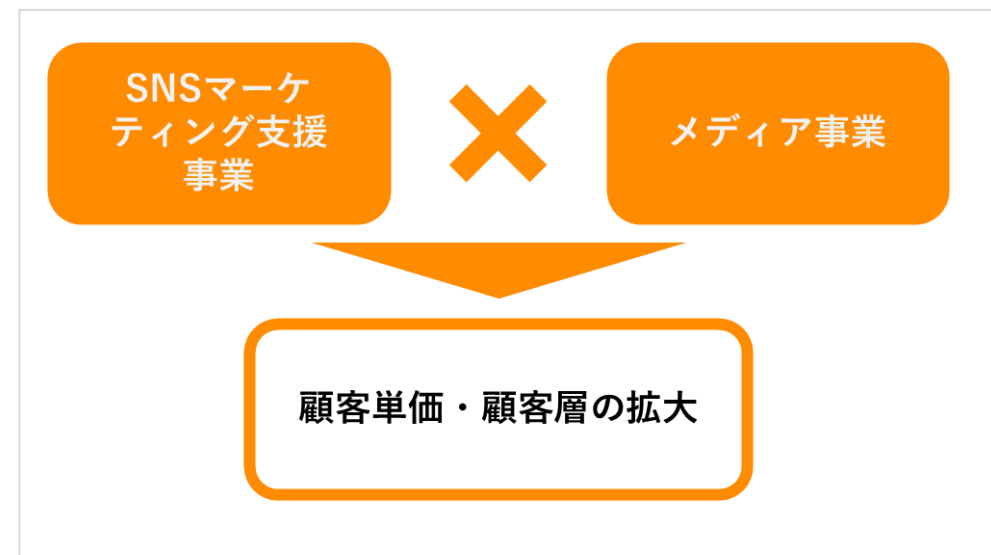 SNSマーケ
ティング支援
事業
メディア事業
顧客単価・顧客層の拡大